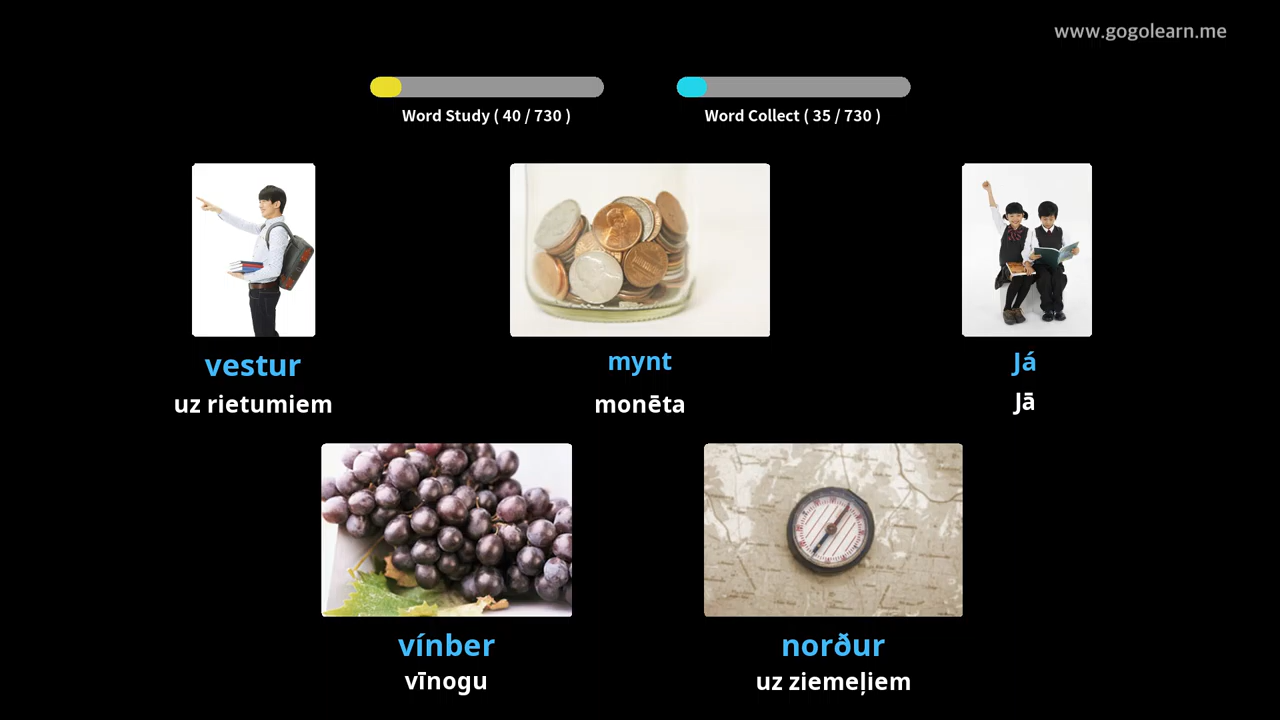 www.gogolearn.me
Word Study ( 40 / 730 )
Word Collect ( 35 / 730 )
vestur
uz rietumiem
mynt
monēta
Já
Jā
vínber
vīnogu
norður
uz ziemeļiem